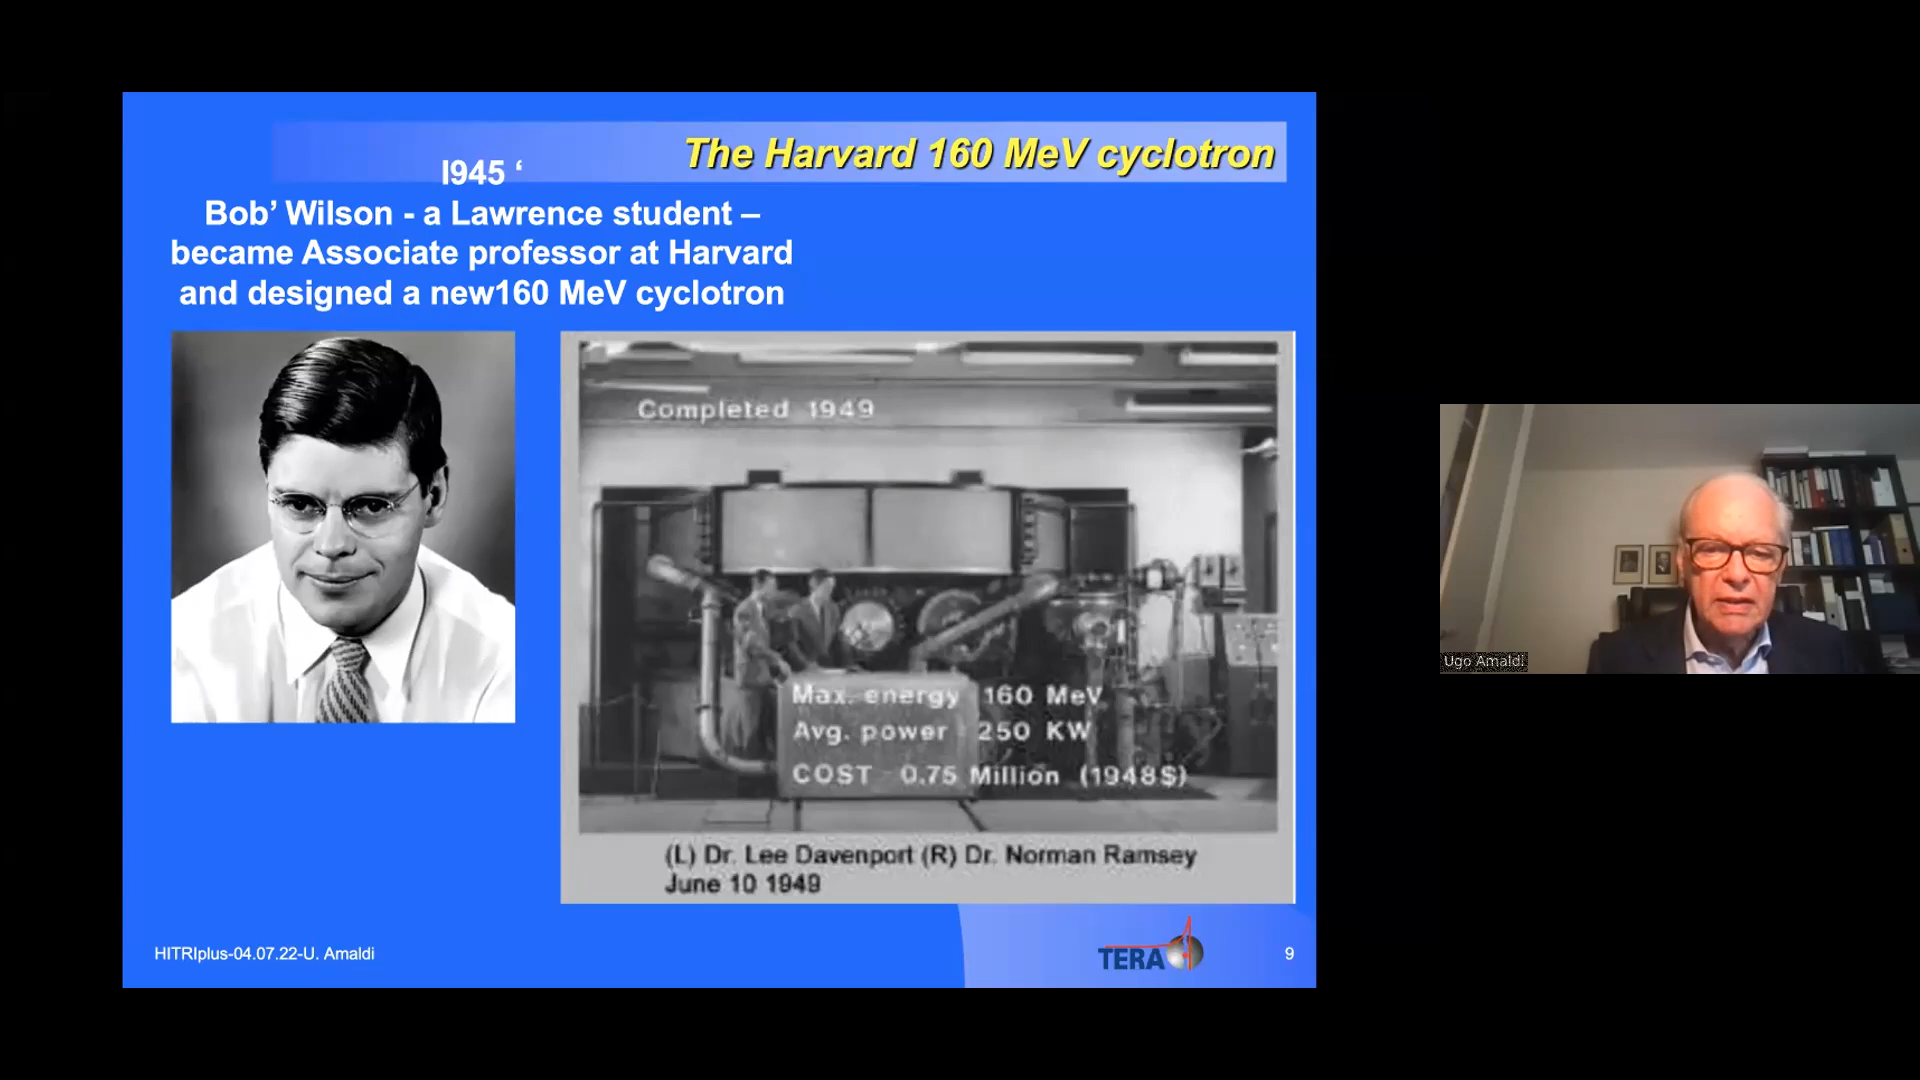 The Harvard 160 MeV cyclotron
I945 ‘
Bob’ Wilson - a Lawrence student –
became Associate professor at Harvard
and designed a new160 MeV cyclotron
Completed 1949
Max. energy 160 MeV
Avg. power 250 KW
COST 0.75 Million (1948$)
(L) Dr. Lee Davenport (R) Dr. Norman Ramsey
June 10 1949
HITRIplus-04.07.22-U. Amaldi
TERA
9
Ugo Amaldi